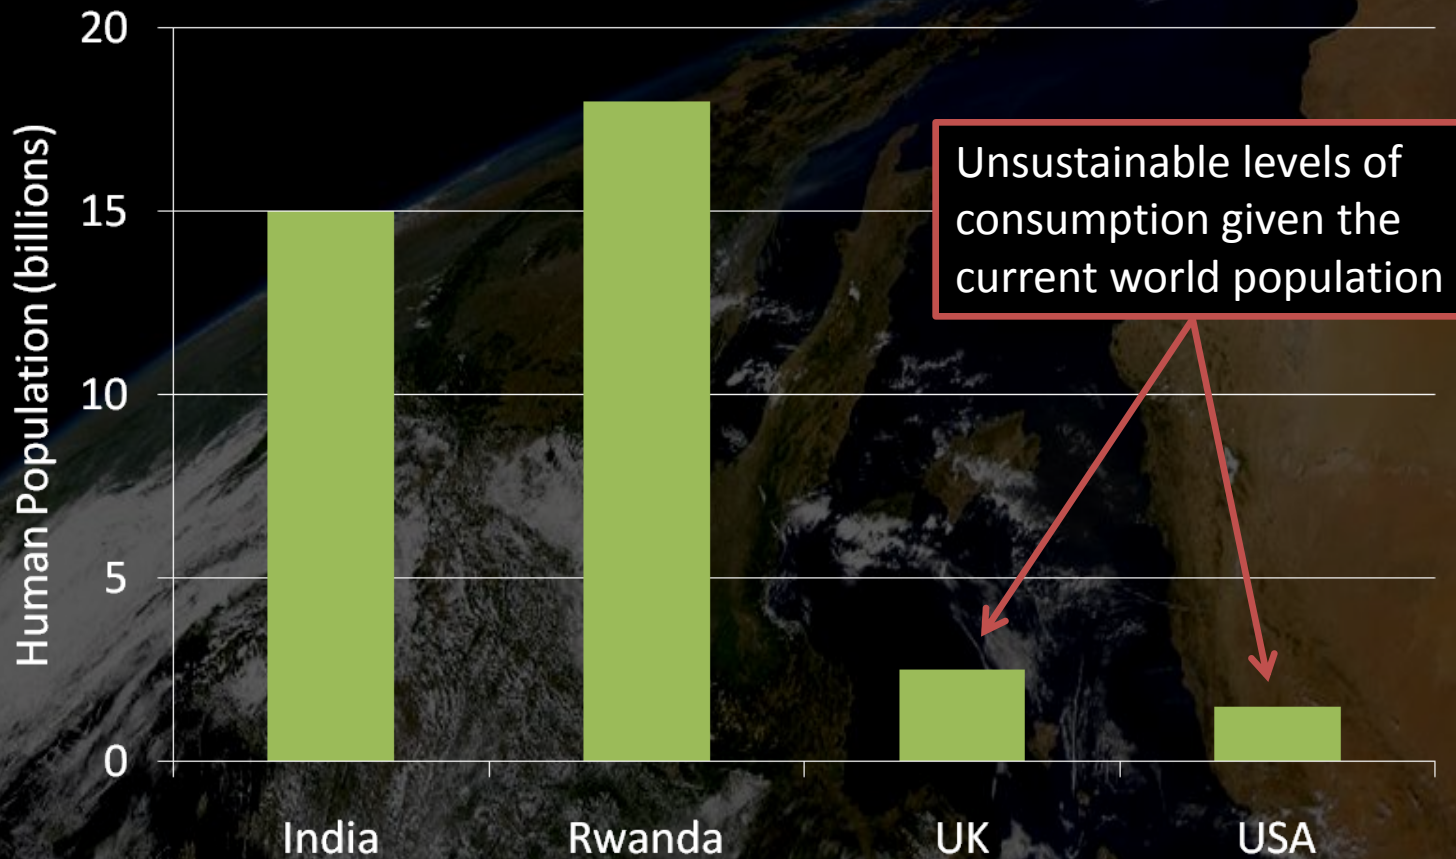 20
15
10
5
0
Human Population (billions)
Unsustainable levels of
consumption given the
current world population
India
Rwanda
UK
USA